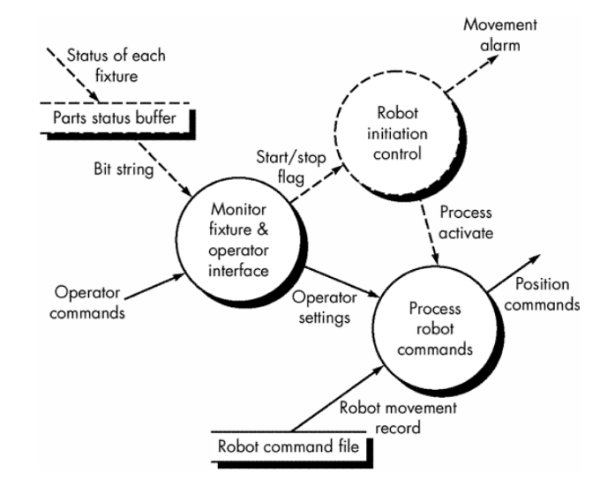 Movement
alarm
Status of each
fixture
Parts status buffer
Robot
initiation
control
Bit string
Start/stop
flag
Monitor
fixture &
operator
interface
Process
activate
Operator
commands
Operator
settings
Position
commands
Process
robot
commands
Robot movement
record
Robot command file